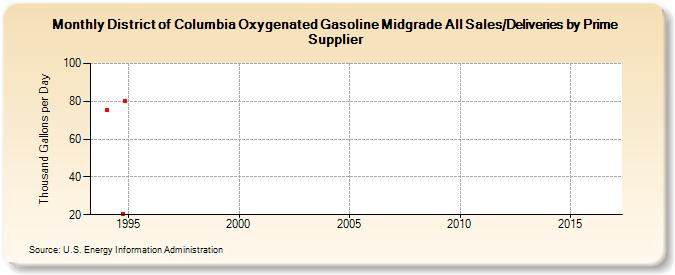 Monthly District of Columbia Oxygenated Gasoline Midgrade All Sales/Deliveries by Prime
Supplier
Thousand Gallons per Day
100
80
60
40
20
1995
2000
2005
2010
2015
Source: U.S. Energy Information Administration